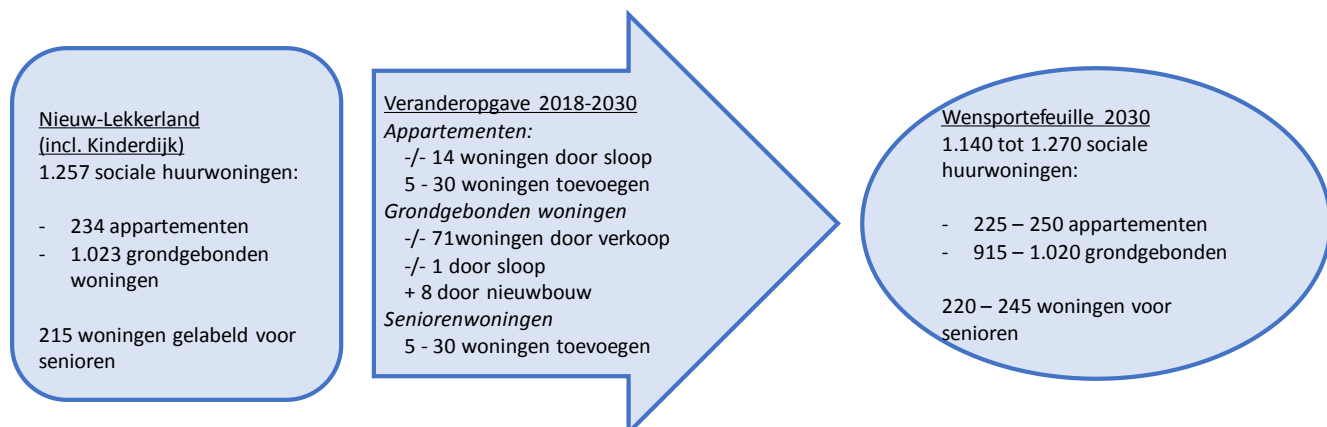 Nieuw-Lekkerland
(incl. Kinderdijk)
1.257 sociale huurwoningen:
- 234 appartementen
- 1.023 grondgebonden
woningen
215 woningen gelabeld voor
senioren
Veranderopgave 2018-2030
Appartementen:
-/- 14 woningen door sloop
5 - 30 woningen toevoegen
Grondgebonden woningen
-/- 71woningen door verkoop
-/- 1 door sloop
+ 8 door nieuwbouw
Seniorenwoningen
5 - 30 woningen toevoegen
Wensportefeuille 2030
1.140 tot 1.270 sociale
huurwoningen:
- 225 – 250 appartementen
- 915 – 1.020 grondgebonden
220 – 245 woningen voor
senioren